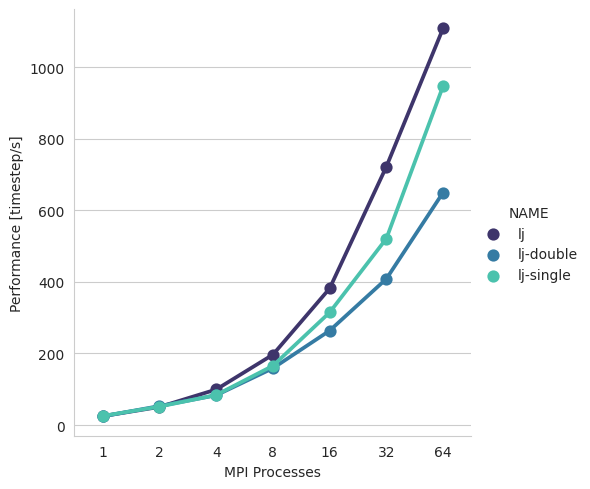 1000
800
600
400
200
0
Performance [timestep/s]
1 2 4 8 16 32 64
MPI Processes
NAME
lj
lj-double
lj-single